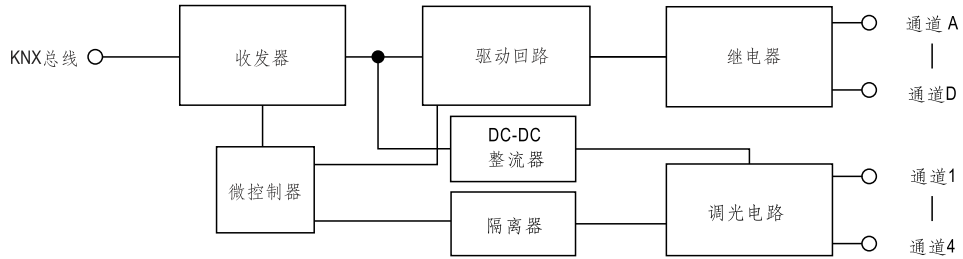 KNX总线
收发器
驱动回路
继电器
通道 A
通道D
DC-DC
整流器
微控制器
隔离器
调光电路
通道1
通道4